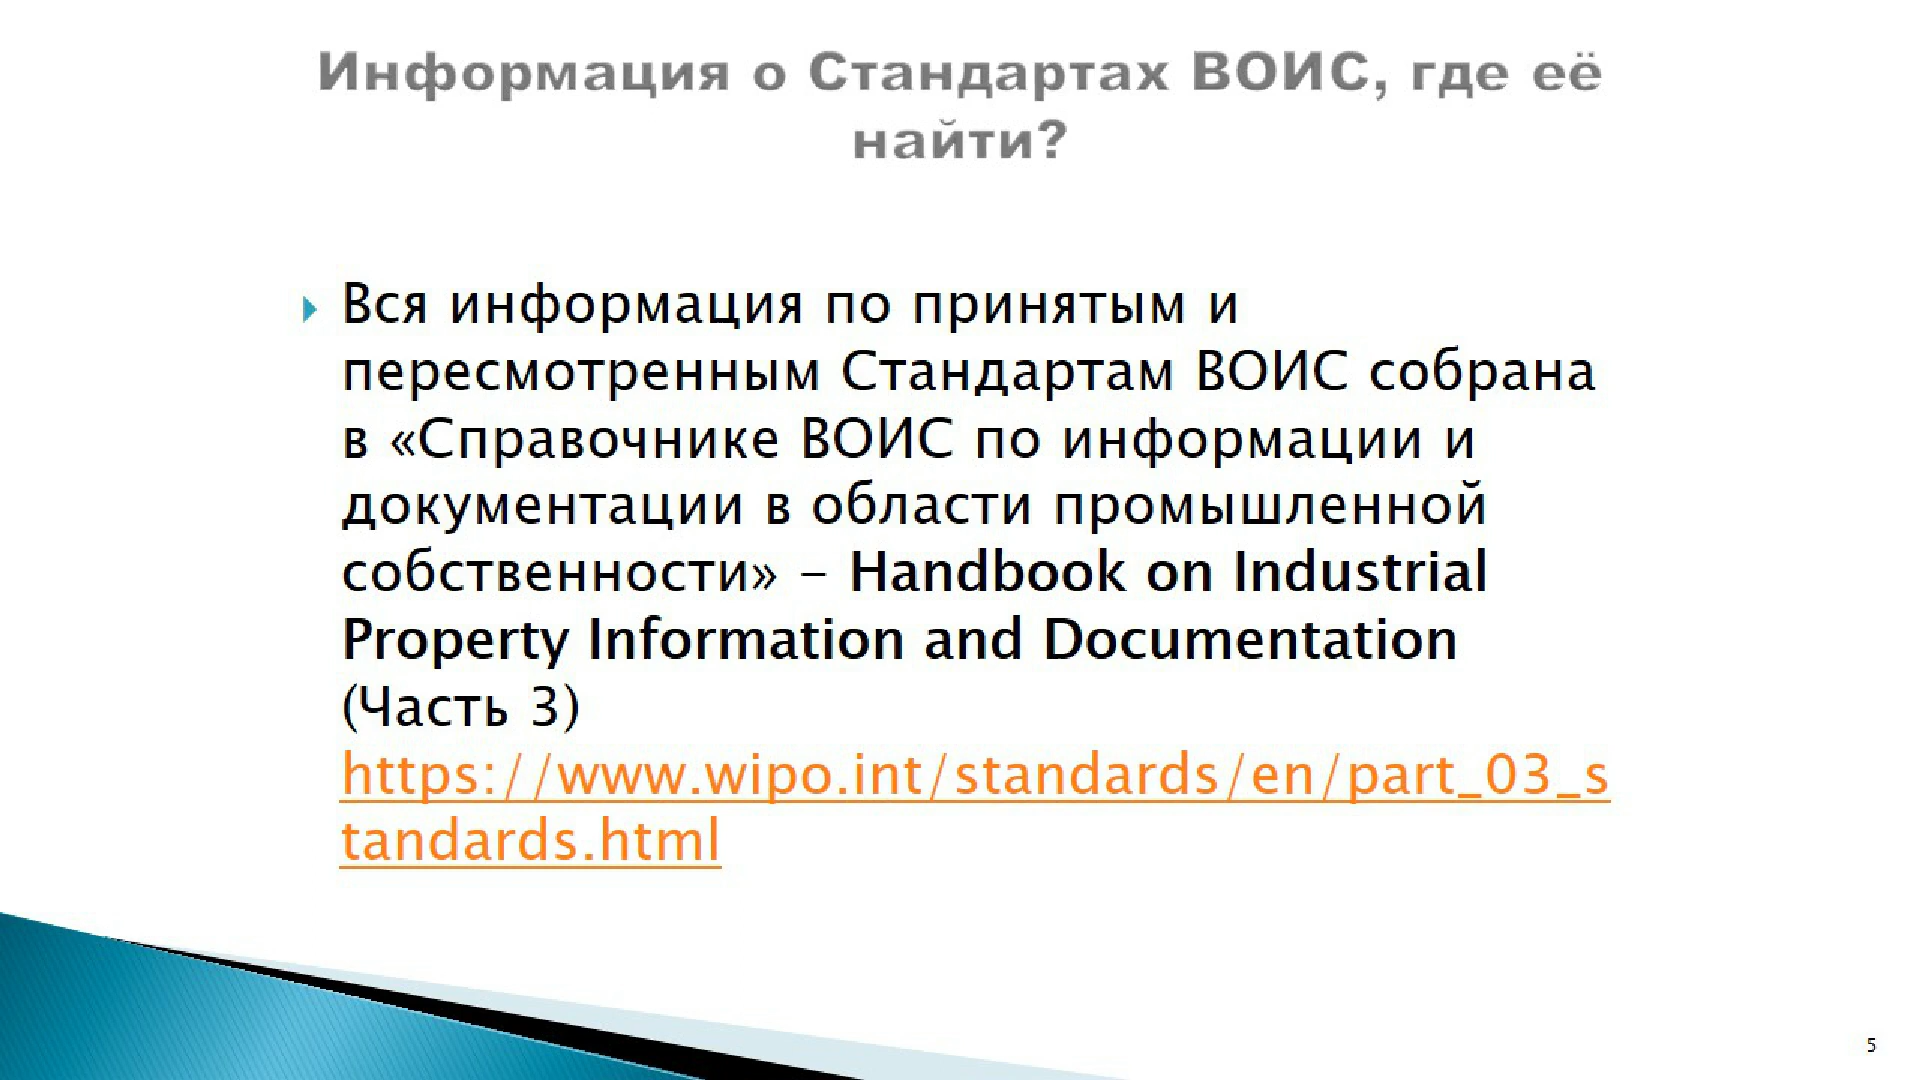 Информация о Стандартах ВОИС, где её
найти?
Вся информация по принятым и
пересмотренным Стандартам ВОИС собрана
в «Справочнике ВОИС по информации и
документации в области промышленной
собственности» – Handbook on Industrial
Property Information and Documentation
(Часть 3)
https://www.wipo.int/standards/en/part_03_s
tandards.html
5